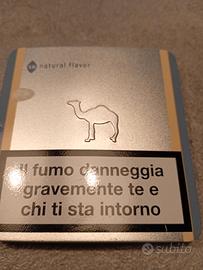 natural flavor
Il fumo danneggia
gravemente te e
chi ti sta intorno
subito